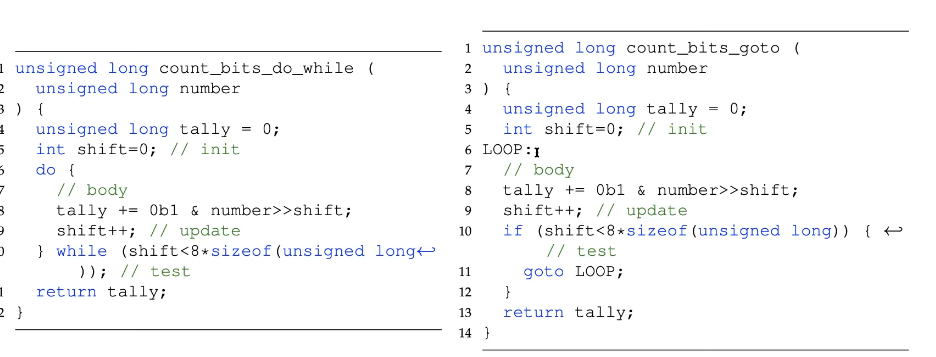 1 unsigned long count_bits_do_while (
2 unsigned long number
3 ) {
4 unsigned long tally = 0;
5 int shift=0; // init
6 do {
7 // body
8 tally += 0b1 & number>>shift;
9 shift++; // update
0 } while (shift<8*sizeof(unsigned long↩
)); // test
1 return tally;
2 }
1 unsigned long count_bits_goto (
2 unsigned long number
3 ) {
4 unsigned long tally = 0;
5 int shift=0; // init
6 LOOP:
7 // body
8 tally += 0b1 & number>>shift;
9 shift++; // update
10 if (shift<8*sizeof(unsigned long)) { ↩
// test
11 goto LOOP;
12 }
13 return tally;
14 }